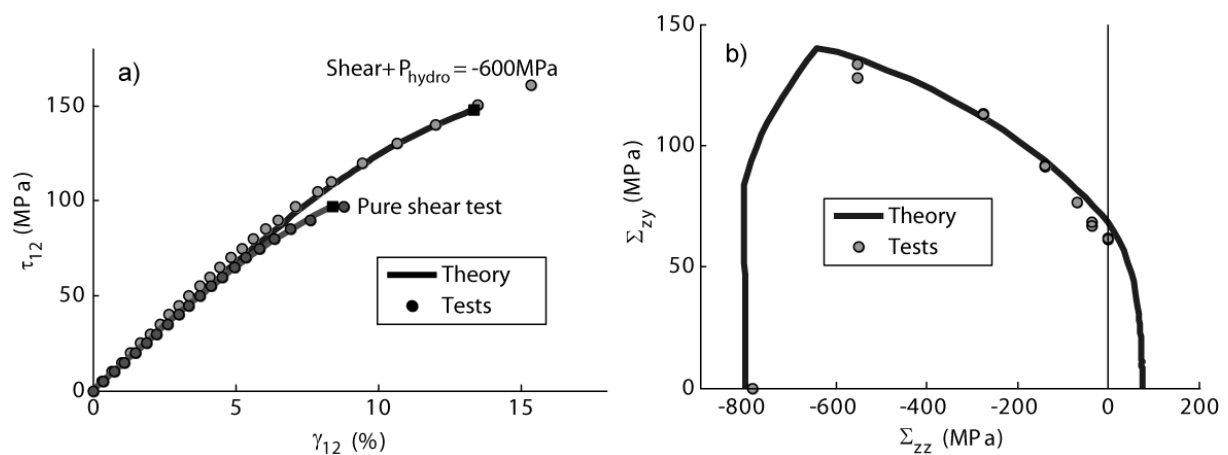 a)
Shear+ P_hydro = -600MPa
150
100
50
0
τ_12 (MPa)
Pure shear test
Theory
Tests
0 5 10 15
γ_12 (%)
b)
150
100
50
0
Σ_zy (MPa)
Theory
Tests
-800 -600 -400 -200 0 200
Σ_zz (MPa)